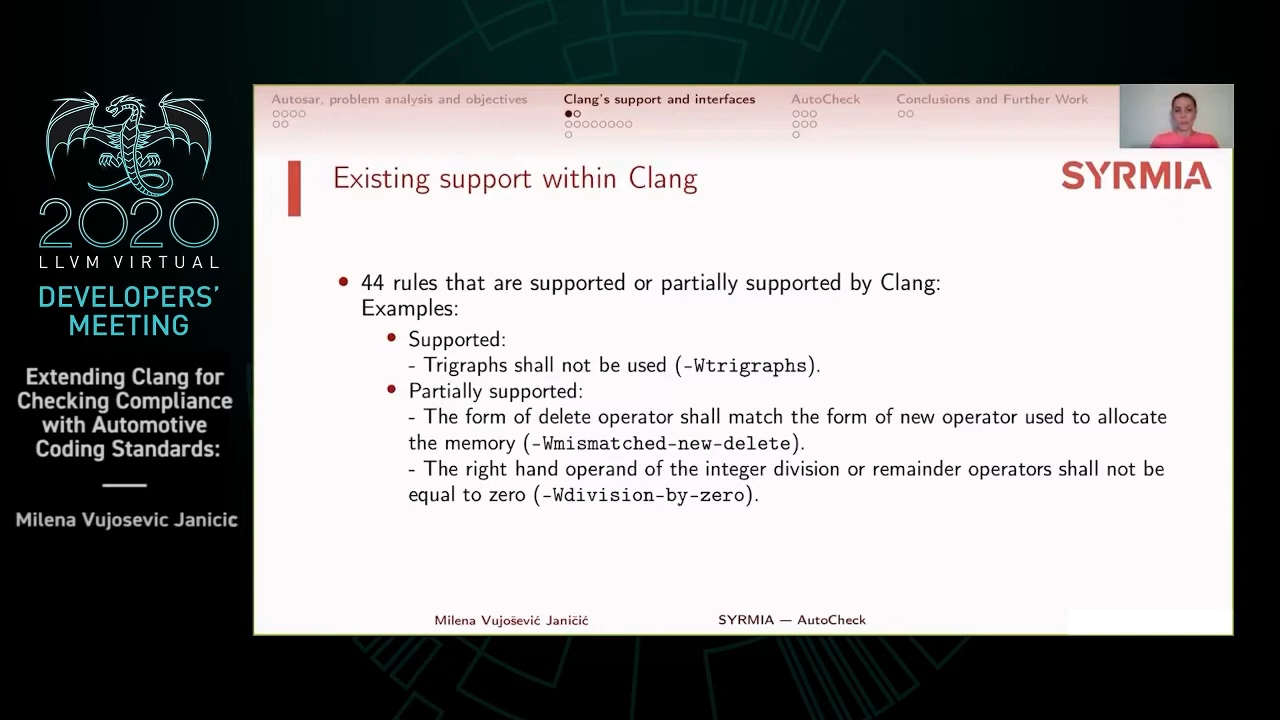 2020
LLVM VIRTUAL
DEVELOPERS'
MEETING
Extending Clang for
Checking Compliance
with Automotive
Coding Standards:
Milena Vujosevic Janicic
Autosar, problem analysis and objectives
Clang's support and interfaces
AutoCheck
Conclusions and Further Work
Existing support within Clang
SYRMIA
44 rules that are supported or partially supported by Clang:
Examples:
Supported:
- Trigraphs shall not be used (-Wtrigraphs).
Partially supported:
- The form of delete operator shall match the form of new operator used to allocate
the memory (-Wmismatched-new-delete).
- The right hand operand of the integer division or remainder operators shall not be
equal to zero (-Wdivision-by-zero).
Milena Vujošević Janičić
SYRMIA — AutoCheck